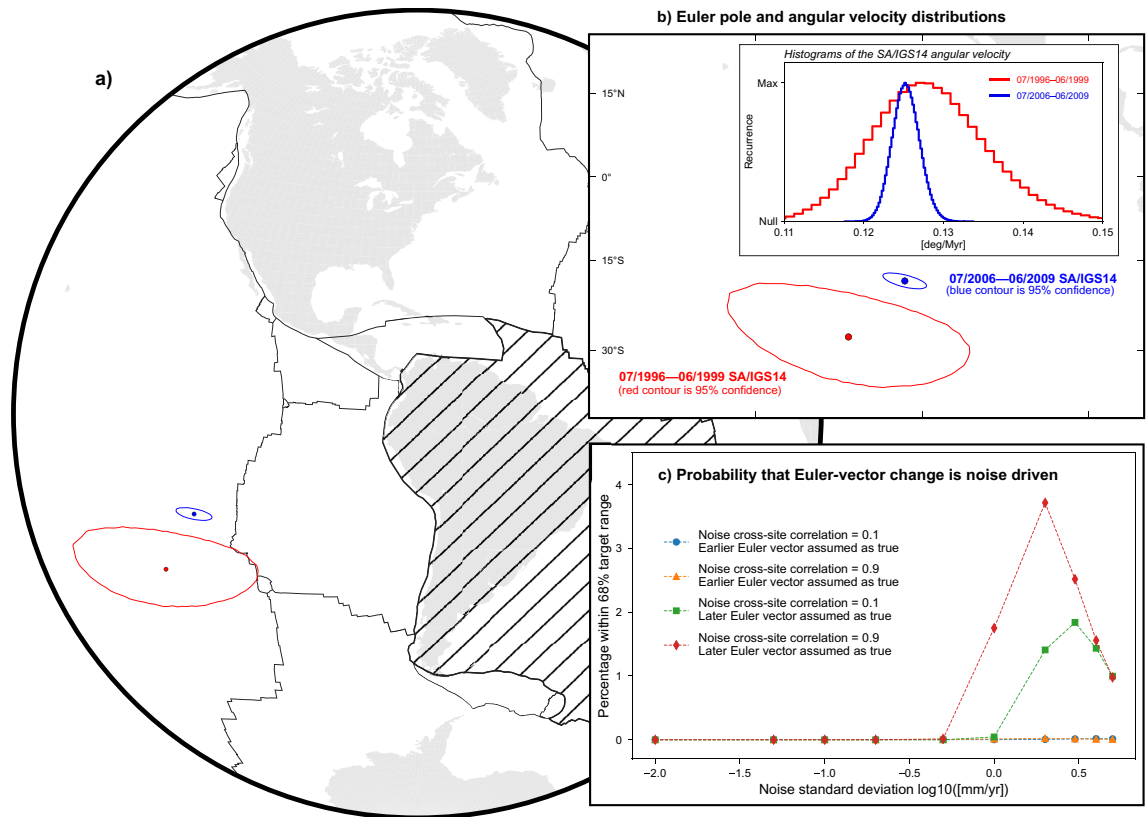 a)
b) Euler pole and angular velocity distributions
Histograms of the SA/IGS14 angular velocity
Max
Recurrence
Null
07/1996–06/1999
07/2006–06/2009
0.11
0.12
0.13
0.14
0.15
[deg/Myr]
15°N
0°
15°S
30°S
07/2006—06/2009 SA/IGS14
(blue contour is 95% confidence)
07/1996—06/1999 SA/IGS14
(red contour is 95% confidence)
c) Probability that Euler-vector change is noise driven
Percentage within 68% target range
4
3
2
1
0
Noise cross-site correlation = 0.1
Earlier Euler vector assumed as true
Noise cross-site correlation = 0.9
Earlier Euler vector assumed as true
Noise cross-site correlation = 0.1
Later Euler vector assumed as true
Noise cross-site correlation = 0.9
Later Euler vector assumed as true
−2.0
−1.5
−1.0
−0.5
0.0
0.5
Noise standard deviation log10([mm/yr])